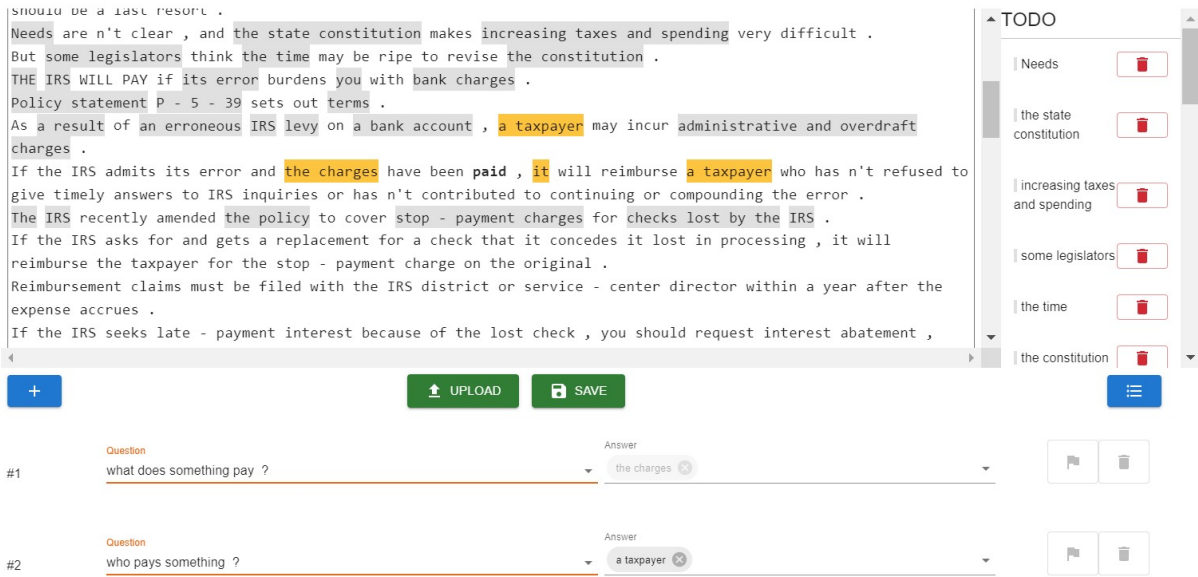 should be a last resort .
Needs are n't clear , and the state constitution makes increasing taxes and spending very difficult .
But some legislators think the time may be ripe to revise the constitution .
THE IRS WILL PAY if its error burdens you with bank charges .
Policy statement P - 5 - 39 sets out terms .
As a result of an erroneous IRS levy on a bank account , a taxpayer may incur administrative and overdraft
charges .
If the IRS admits its error and the charges have been paid , it will reimburse a taxpayer who has n't refused to
give timely answers to IRS inquiries or has n't contributed to continuing or compounding the error .
The IRS recently amended the policy to cover stop - payment charges for checks lost by the IRS .
If the IRS asks for and gets a replacement for a check that it concedes it lost in processing , it will
reimburse the taxpayer for the stop - payment charge on the original .
Reimbursement claims must be filed with the IRS district or service - center director within a year after the
expense accrues .
If the IRS seeks late - payment interest because of the lost check , you should request interest abatement ,
TODO
Needs
the state
constitution
increasing taxes
and spending
some legislators
the time
the constitution
UPLOAD
SAVE
#1
Question
what does something pay ?
Answer
the charges
#2
Question
who pays something ?
Answer
a taxpayer